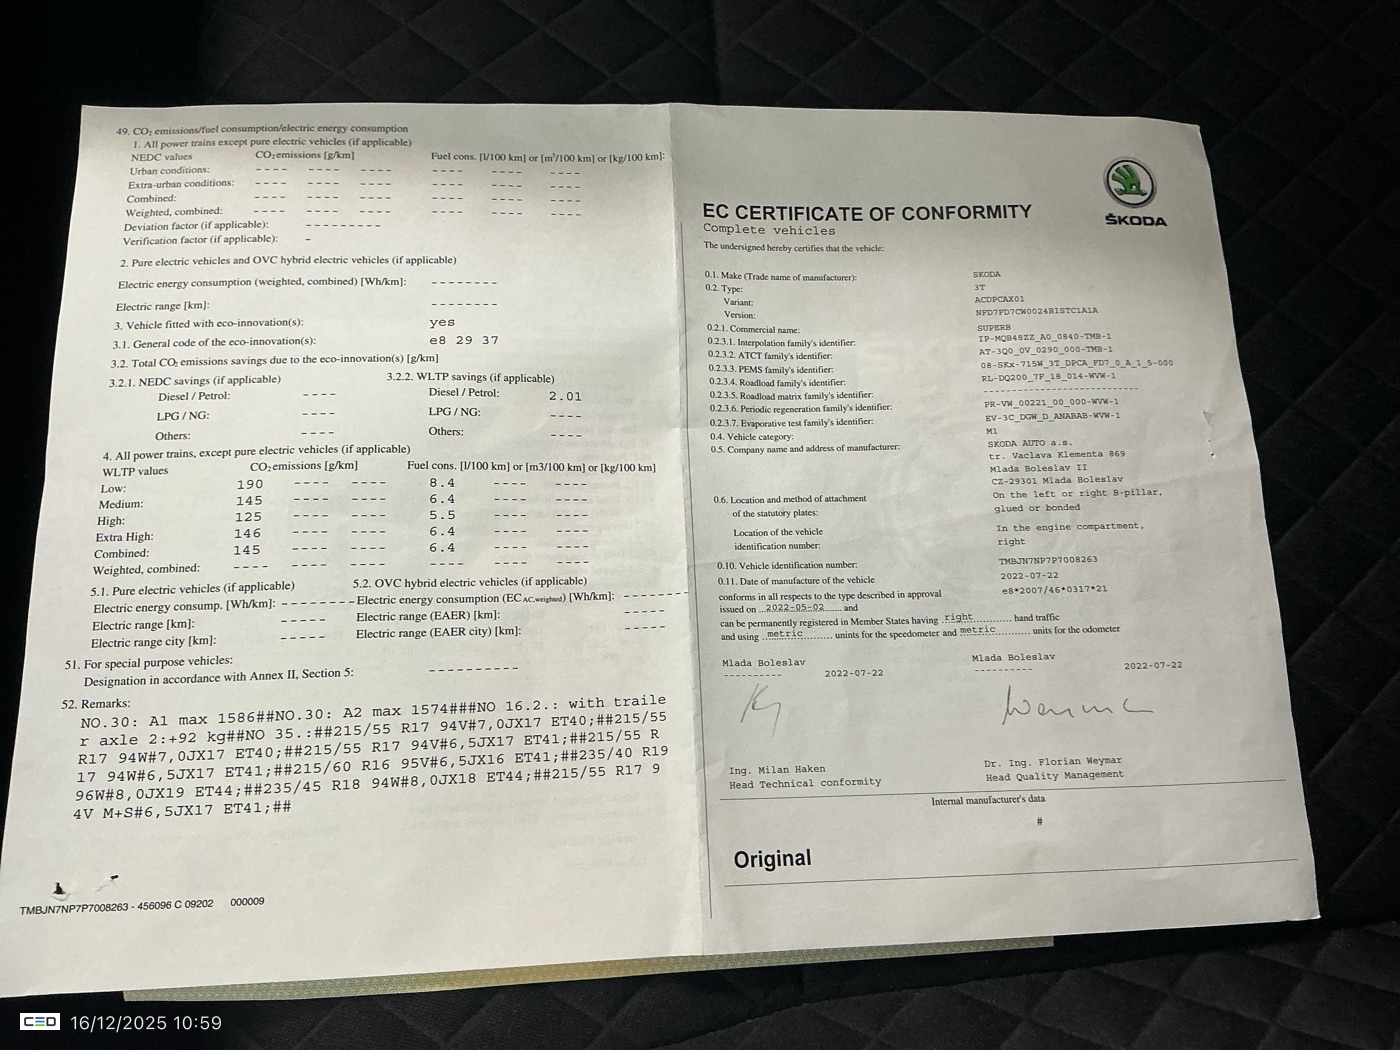 49. CO2 emissions/fuel consumption/electric energy consumption
1. All power trains except pure electric vehicles (if applicable)
NEDC values CO2 emissions [g/km] Fuel cons. [l/100 km] or [m³/100 km] or [kg/100 km]:
Urban conditions: ---- ---- ---- ---- ---- ----
Extra-urban conditions: ---- ---- ---- ---- ---- ----
Combined: ---- ---- ---- ---- ---- ----
Weighted, combined: ---- ---- ---- ---- ---- ----
Deviation factor (if applicable): ---------
Verification factor (if applicable): -
2. Pure electric vehicles and OVC hybrid electric vehicles (if applicable)
Electric energy consumption (weighted, combined) [Wh/km]: --------
Electric range [km]: --------
3. Vehicle fitted with eco-innovation(s): yes
3.1. General code of the eco-innovation(s): e8 29 37
3.2. Total CO2 emissions savings due to the eco-innovation(s) [g/km]
3.2.1. NEDC savings (if applicable) 3.2.2. WLTP savings (if applicable)
Diesel / Petrol: ---- Diesel / Petrol: 2.01
LPG / NG: ---- LPG / NG: ----
Others: ---- Others: ----
4. All power trains, except pure electric vehicles (if applicable)
WLTP values CO2 emissions [g/km] Fuel cons. [l/100 km] or [m3/100 km] or [kg/100 km]
Low: 190 ---- ---- 8.4 ---- ----
Medium: 145 ---- ---- 6.4 ---- ----
High: 125 ---- ---- 5.5 ---- ----
Extra High: 146 ---- ---- 6.4 ---- ----
Combined: 145 ---- ---- 6.4 ---- ----
Weighted, combined: ---- ---- ---- ---- ---- ----
5.1. Pure electric vehicles (if applicable) 5.2. OVC hybrid electric vehicles (if applicable)
Electric energy consump. [Wh/km]: -------- Electric energy consumption (EC AC,weighted) [Wh/km]: --------
Electric range [km]: ----- Electric range (EAER) [km]: -----
Electric range city [km]: ----- Electric range (EAER city) [km]: -----
51. For special purpose vehicles:
Designation in accordance with Annex II, Section 5: ----------
52. Remarks:
NO.30: A1 max 1586##NO.30: A2 max 1574###NO 16.2.: with traile
r axle 2:+92 kg##NO 35.:##215/55 R17 94V#7,0JX17 ET40;##215/55
R17 94W#7,0JX17 ET40;##215/55 R17 94V#6,5JX17 ET41;##215/55 R
17 94W#6,5JX17 ET41;##215/60 R16 95V#6,5JX16 ET41;##235/40 R19
96W#8,0JX19 ET44;##235/45 R18 94W#8,0JX18 ET44;##215/55 R17 9
4V M+S#6,5JX17 ET41;##
TMBJN7NP7P7008263 - 456096 C 09202 000009
ŠKODA
EC CERTIFICATE OF CONFORMITY
Complete vehicles
The undersigned hereby certifies that the vehicle:
0.1. Make (Trade name of manufacturer): SKODA
0.2. Type: 3T
Variant: ACDPCAX01
Version: NFD7FD7CW0024BISTC1A1A
0.2.1. Commercial name: SUPERB
0.2.3.1. Interpolation family's identifier: IP-MQB48ZZ_A0_0840-TMB-1
0.2.3.2. ATCT family's identifier: AT-3Q0_0V_0290_000-TMB-1
0.2.3.3. PEMS family's identifier: 08-SKx-715W_3T_DPCA_FD7_0_A_1_5-000
0.2.3.4. Roadload family's identifier: RL-DQ200_7F_18_014-WVW-1
0.2.3.5. Roadload matrix family's identifier: ----------------------------
0.2.3.6. Periodic regeneration family's identifier: PR-VW_00221_00_000-WVW-1
0.2.3.7. Evaporative test family's identifier: EV-3C_DGW_D_ANABAB-WVW-1
0.4. Vehicle category: M1
0.5. Company name and address of manufacturer: SKODA AUTO a.s.
tr. Vaclava Klementa 869
Mlada Boleslav II
CZ-29301 Mlada Boleslav
0.6. Location and method of attachment On the left or right B-pillar,
of the statutory plates: glued or bonded
Location of the vehicle In the engine compartment,
identification number: right
0.10. Vehicle identification number: TMBJN7NP7P7008263
0.11. Date of manufacture of the vehicle 2022-07-22
conforms in all respects to the type described in approval e8*2007/46*0317*21
issued on ...2022-05-02...... and
can be permanently registered in Member States having right ............ hand traffic
and using metric ......... unints for the speedometer and metric ............ units for the odometer
Mlada Boleslav 2022-07-22 Mlada Boleslav 2022-07-22
---------- ----------
Ing. Milan Haken Dr. Ing. Florian Weymar
Head Technical conformity Head Quality Management
Internal manufacturer's data
#
Original
CED 16/12/2025 10:59